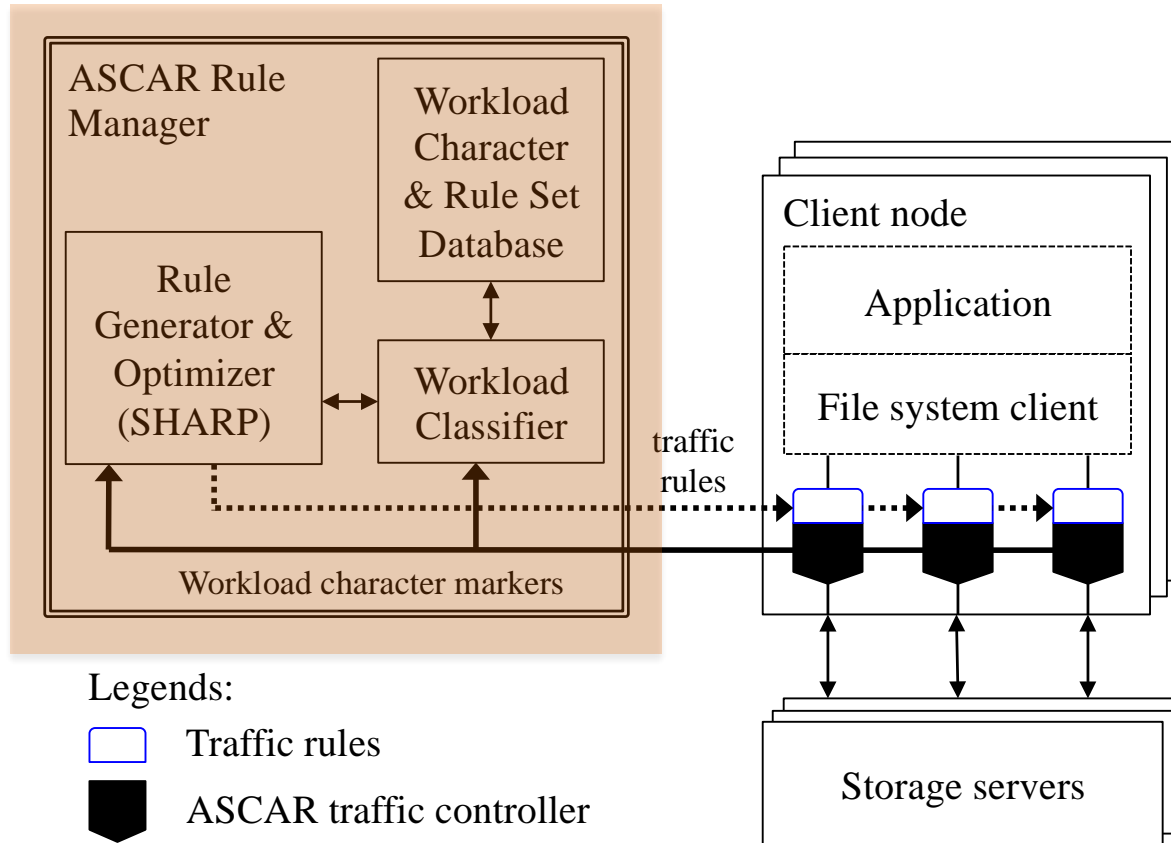 ASCAR Rule
Manager
Workload
Character
& Rule Set
Database
Rule
Generator &
Optimizer
(SHARP)
Workload
Classifier
Workload character markers
traffic
rules
Client node
Application
File system client
Storage servers
Legends:
Traffic rules
ASCAR traffic controller